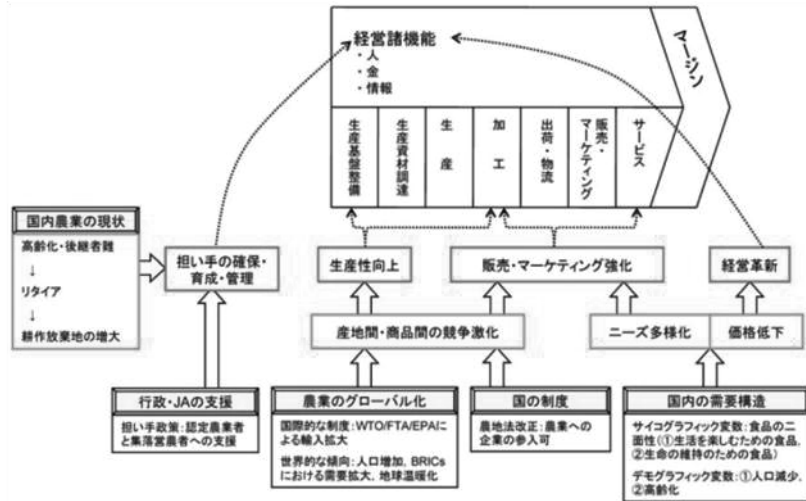 経営諸機能
・人
・金
・情報
マージン
生産基盤整備
生産資材調達
生産
加工
出荷・物流
販売・
マーケティング
サービス
国内農業の現状
高齢化・後継者難
↓
リタイア
↓
耕作放棄地の増大
担い手の確保・
育成・管理
生産性向上
販売・マーケティング強化
経営革新
産地間・商品間の競争激化
ニーズ多様化
価格低下
行政・JAの支援
担い手政策：認定農業者
と集落営農者への支援
農業のグローバル化
国際的な制度：WTO/FTA/EPAに
よる輸入拡大
世界的な傾向：人口増加、BRICs
における需要拡大、地球温暖化
国の制度
農地法改正：農業への
企業の参入可
国内の需要構造
サイコグラフィック変数：食品の二
面性(①生活を楽しむための食品、
②生命の維持のための食品)
デモグラフィック変数：①人口減少、
②高齢化